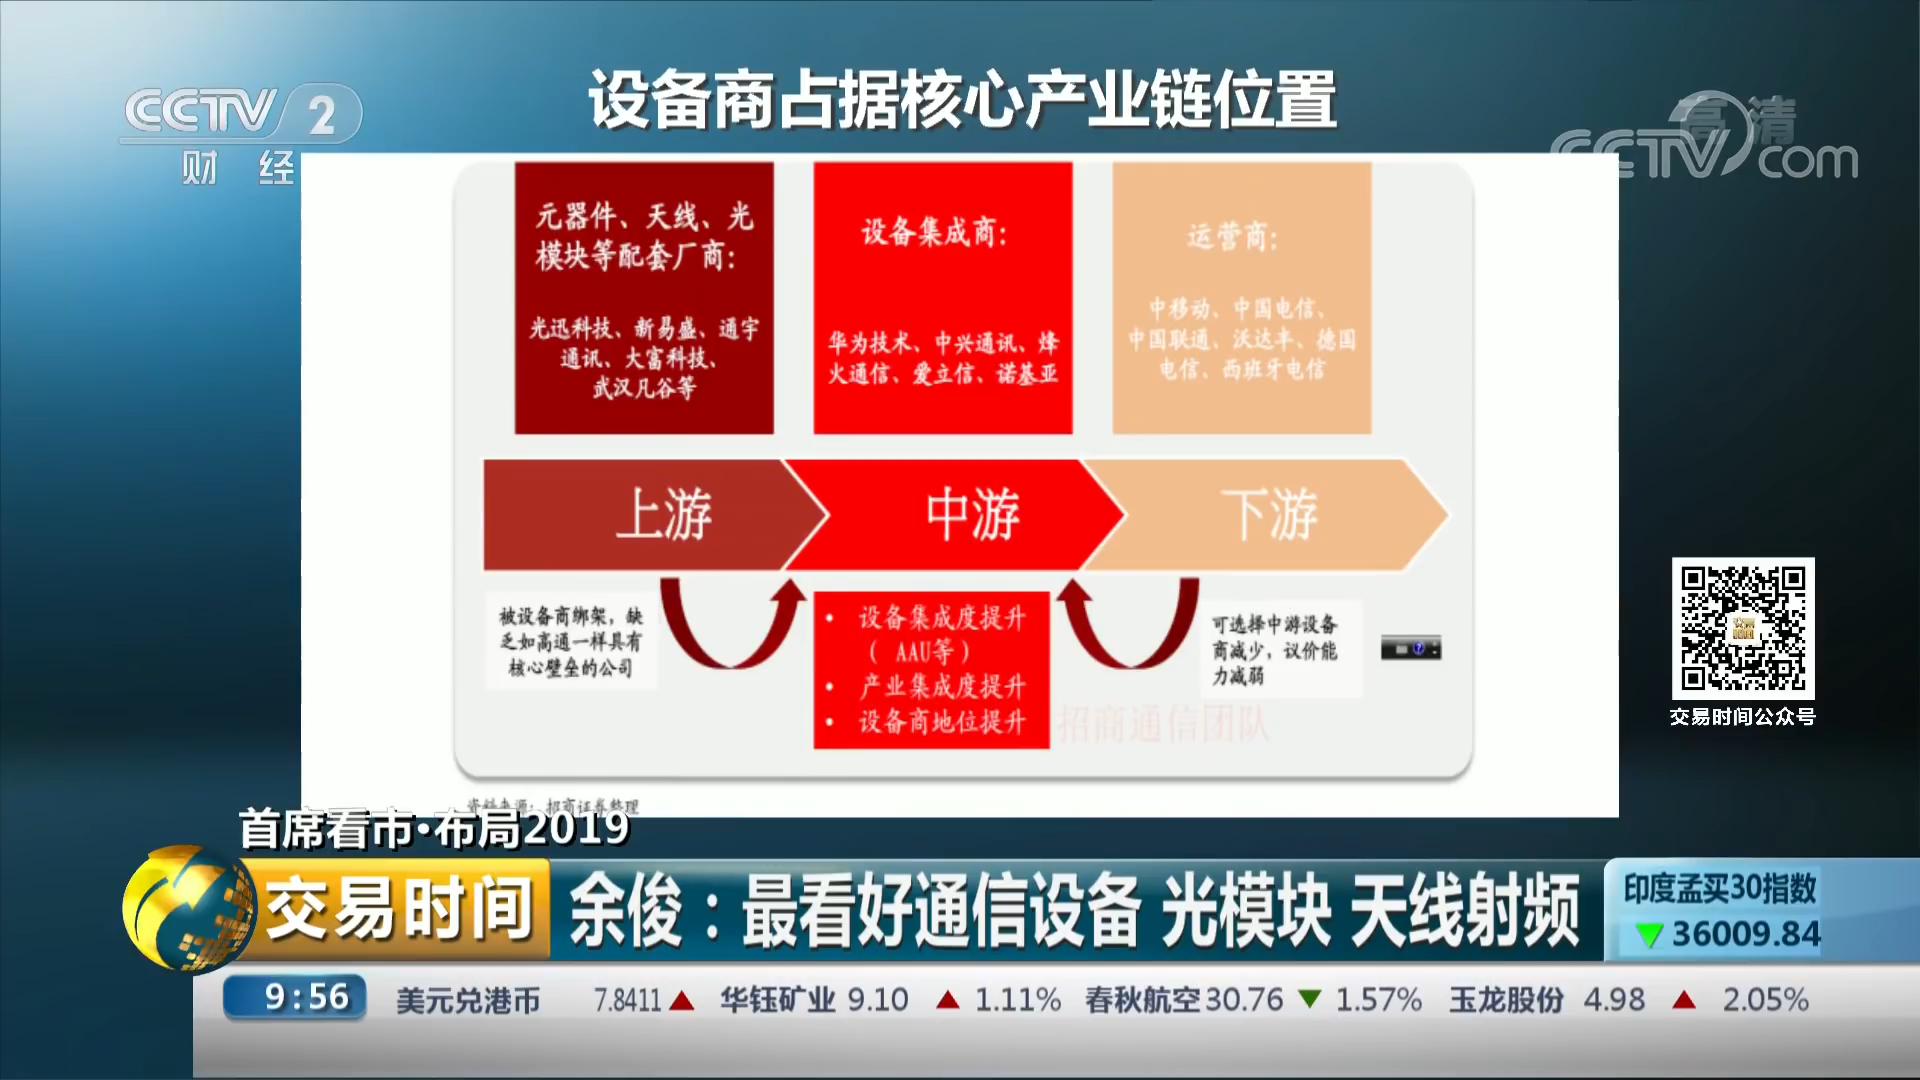 设备商占据核心产业链位置
CCTV 2
财 经
高清
CCTV.com
元器件、天线、光
模块等配套厂商：
光迅科技、新易盛、通宇
通讯、大富科技、
武汉凡谷等
设备集成商：
华为技术、中兴通讯、烽
火通信、爱立信、诺基亚
运营商：
中移动、中国电信、
中国联通、沃达丰、德国
电信、西班牙电信
上游
中游
下游
被设备商绑架，缺
乏如高通一样具有
核心壁垒的公司
• 设备集成度提升
（ AAU等）
• 产业集成度提升
• 设备商地位提升
可选择中游设备
商减少，议价能
力减弱
招商通信团队
资料来源：招商证券整理
交易时间公众号
首席看市·布局2019
交易时间
余俊：最看好通信设备 光模块 天线射频
印度孟买30指数
▼ 36009.84
9:56 美元兑港币 7.8411 ▲ 华钰矿业 9.10 ▲ 1.11% 春秋航空 30.76 ▼ 1.57% 玉龙股份 4.98 ▲ 2.05%